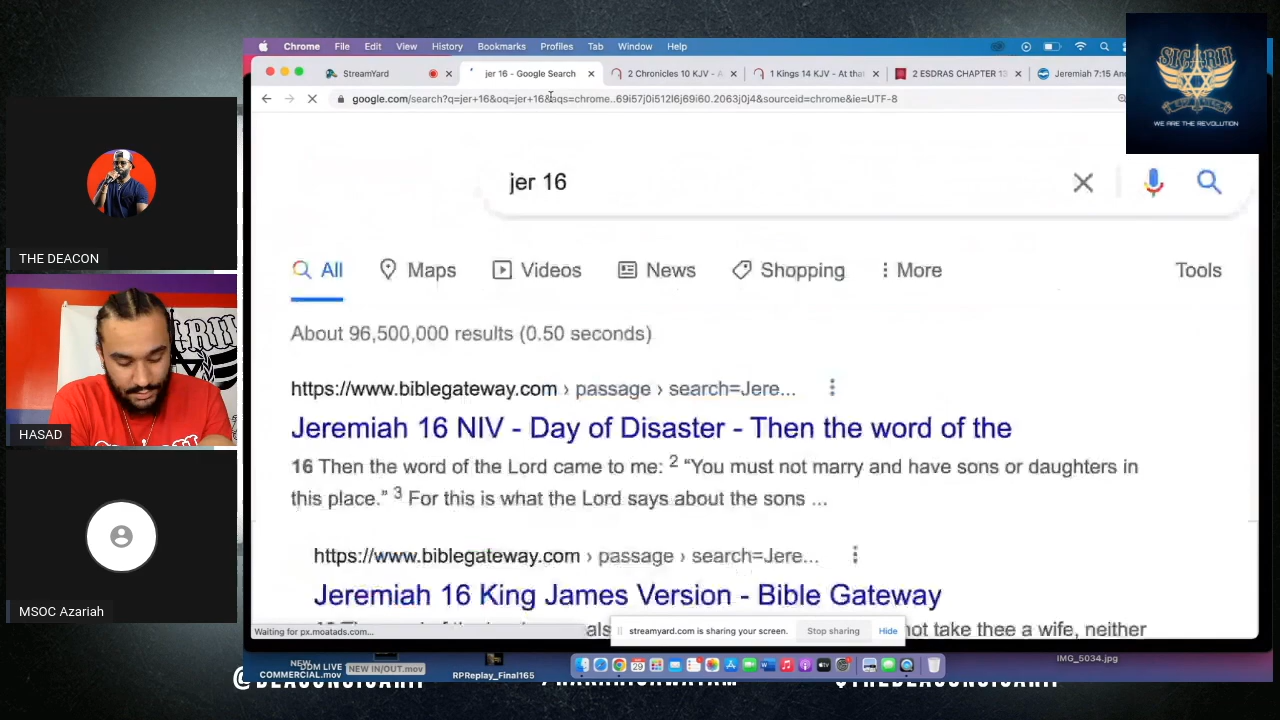 Chrome File Edit View History Bookmarks Profiles Tab Window Help
StreamYard
jer 16 - Google Search
2 Chronicles 10 KJV - A
1 Kings 14 KJV - At tha
2 ESDRAS CHAPTER 13
Jeremiah 7:15 An
google.com/search?q=jer+16&oq=jer+16&aqs=chrome..69i57j0i512l6j69i60.2063j0j4&sourceid=chrome&ie=UTF-8
SICARII
WE ARE THE REVOLUTION
jer 16
All Maps Videos News Shopping More Tools
About 96,500,000 results (0.50 seconds)
https://www.biblegateway.com › passage › search=Jere...
Jeremiah 16 NIV - Day of Disaster - Then the word of the
16 Then the word of the Lord came to me: 2 “You must not marry and have sons or daughters in
this place.” 3 For this is what the Lord says about the sons ...
https://www.biblegateway.com › passage › search=Jere...
Jeremiah 16 King James Version - Bible Gateway
not take thee a wife, neither
Waiting for px.moatads.com...
streamyard.com is sharing your screen. Stop sharing Hide
THE DEACON
HASAD
MSOC Azariah
NEW COMMERCIAL.mov
DDM LIVE
NEW IN/OUT.mov
RPReplay_Final165
IMG_5034.jpg